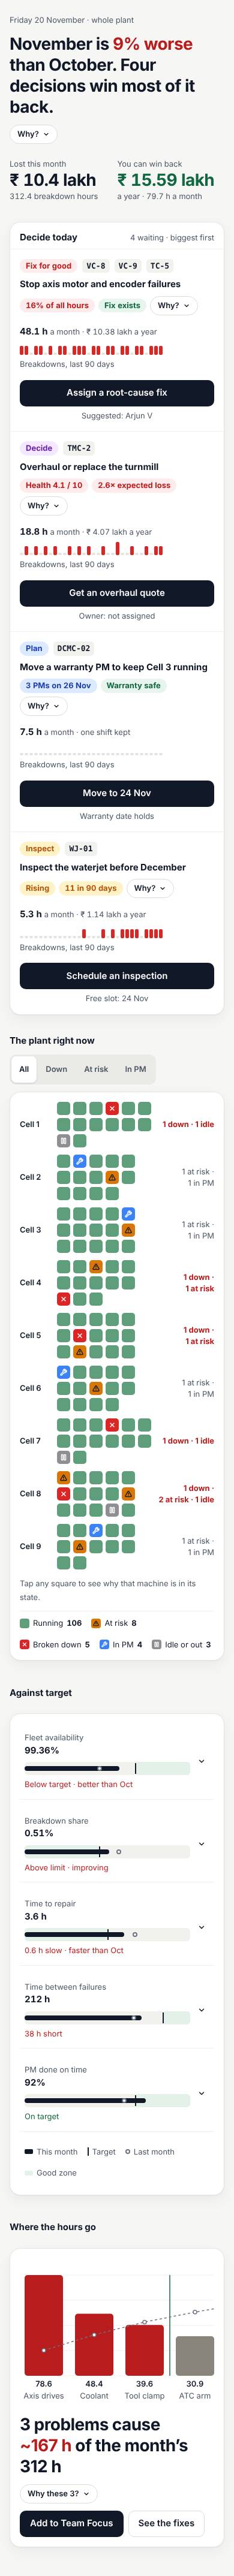 Friday 20 November · whole plant
November is 9% worse
than October. Four
decisions win most of it
back.
Why?
Lost this month
₹ 10.4 lakh
312.4 breakdown hours
You can win back
₹ 15.59 lakh
a year · 79.7 h a month
Decide today
4 waiting · biggest first
Fix for good VC-8 VC-9 TC-5
Stop axis motor and encoder failures
16% of all hours Fix exists Why?
48.1 h a month · ₹ 10.38 lakh a year
Breakdowns, last 90 days
Assign a root-cause fix
Suggested: Arjun V
Decide TMC-2
Overhaul or replace the turnmill
Health 4.1 / 10 2.6× expected loss
Why?
18.8 h a month · ₹ 4.07 lakh a year
Breakdowns, last 90 days
Get an overhaul quote
Owner: not assigned
Plan DCMC-02
Move a warranty PM to keep Cell 3 running
3 PMs on 26 Nov Warranty safe
Why?
7.5 h a month · one shift kept
Breakdowns, last 90 days
Move to 24 Nov
Warranty date holds
Inspect WJ-01
Inspect the waterjet before December
Rising 11 in 90 days Why?
5.3 h a month · ₹ 1.14 lakh a year
Breakdowns, last 90 days
Schedule an inspection
Free slot: 24 Nov
The plant right now
All Down At risk In PM
Cell 1
1 down · 1 idle
Cell 2
1 at risk ·
1 in PM
Cell 3
1 at risk ·
1 in PM
Cell 4
1 down ·
1 at risk
Cell 5
1 down ·
1 at risk
Cell 6
1 at risk ·
1 in PM
Cell 7
1 down · 1 idle
Cell 8
1 down ·
2 at risk · 1 idle
Cell 9
1 at risk ·
1 in PM
Tap any square to see why that machine is in its
state.
Running 106 At risk 8
Broken down 5 In PM 4 Idle or out 3
Against target
Fleet availability
99.36%
Below target · better than Oct
Breakdown share
0.51%
Above limit · improving
Time to repair
3.6 h
0.6 h slow · faster than Oct
Time between failures
212 h
38 h short
PM done on time
92%
On target
This month Target Last month
Good zone
Where the hours go
78.6 48.4 39.6 30.9
Axis drives Coolant Tool clamp ATC arm
3 problems cause
~167 h of the month's
312 h
Why these 3?
Add to Team Focus See the fixes